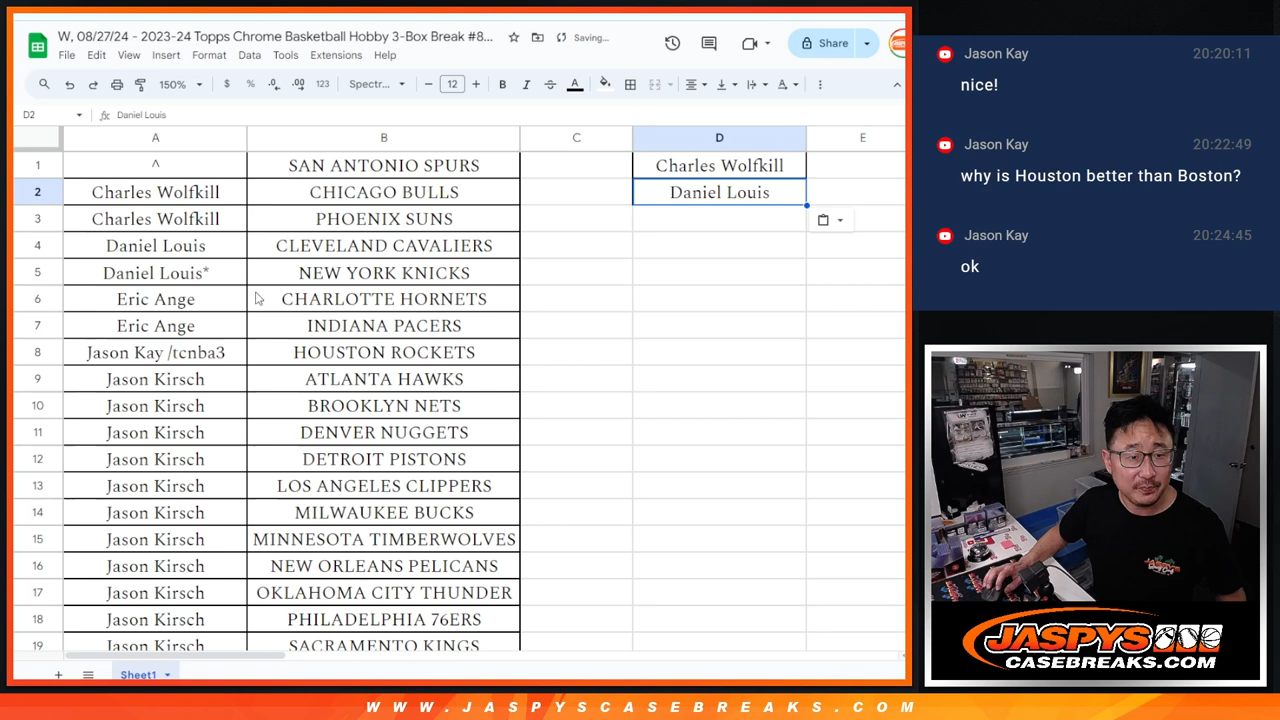 W, 08/27/24 - 2023-24 Topps Chrome Basketball Hobby 3-Box Break #8...
Saving...
Share
File Edit View Insert Format Data Tools Extensions Help
150% $ % .0 .00 123 Spectr... 12 B I S A
D2 fx Daniel Louis
A B C D E
1 ^ SAN ANTONIO SPURS Charles Wolfkill
2 Charles Wolfkill CHICAGO BULLS Daniel Louis
3 Charles Wolfkill PHOENIX SUNS
4 Daniel Louis CLEVELAND CAVALIERS
5 Daniel Louis* NEW YORK KNICKS
6 Eric Ange CHARLOTTE HORNETS
7 Eric Ange INDIANA PACERS
8 Jason Kay /tcnba3 HOUSTON ROCKETS
9 Jason Kirsch ATLANTA HAWKS
10 Jason Kirsch BROOKLYN NETS
11 Jason Kirsch DENVER NUGGETS
12 Jason Kirsch DETROIT PISTONS
13 Jason Kirsch LOS ANGELES CLIPPERS
14 Jason Kirsch MILWAUKEE BUCKS
15 Jason Kirsch MINNESOTA TIMBERWOLVES
16 Jason Kirsch NEW ORLEANS PELICANS
17 Jason Kirsch OKLAHOMA CITY THUNDER
18 Jason Kirsch PHILADELPHIA 76ERS
19 Jason Kirsch SACRAMENTO KINGS
Sheet1
Jason Kay 20:20:11
nice!
Jason Kay 20:22:49
why is Houston better than Boston?
Jason Kay 20:24:45
ok
JASPYS
CASEBREAKS.COM
WWW.JASPYSCASEBREAKS.COM